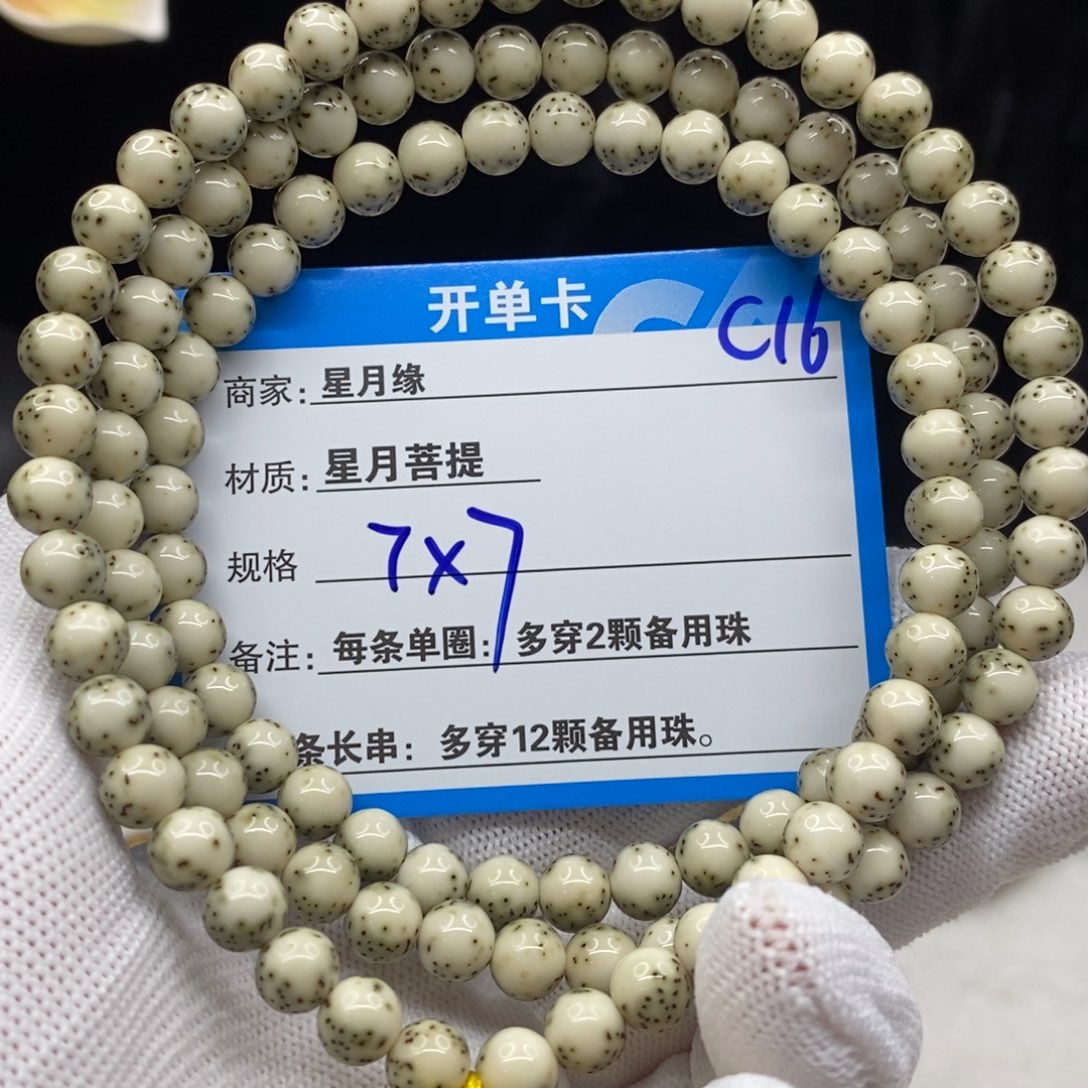 开单卡
C16
商家：星月缘
材质：星月菩提
规格 7x7
备注：每条单圈：多穿2颗备用珠
条长串：多穿12颗备用珠。